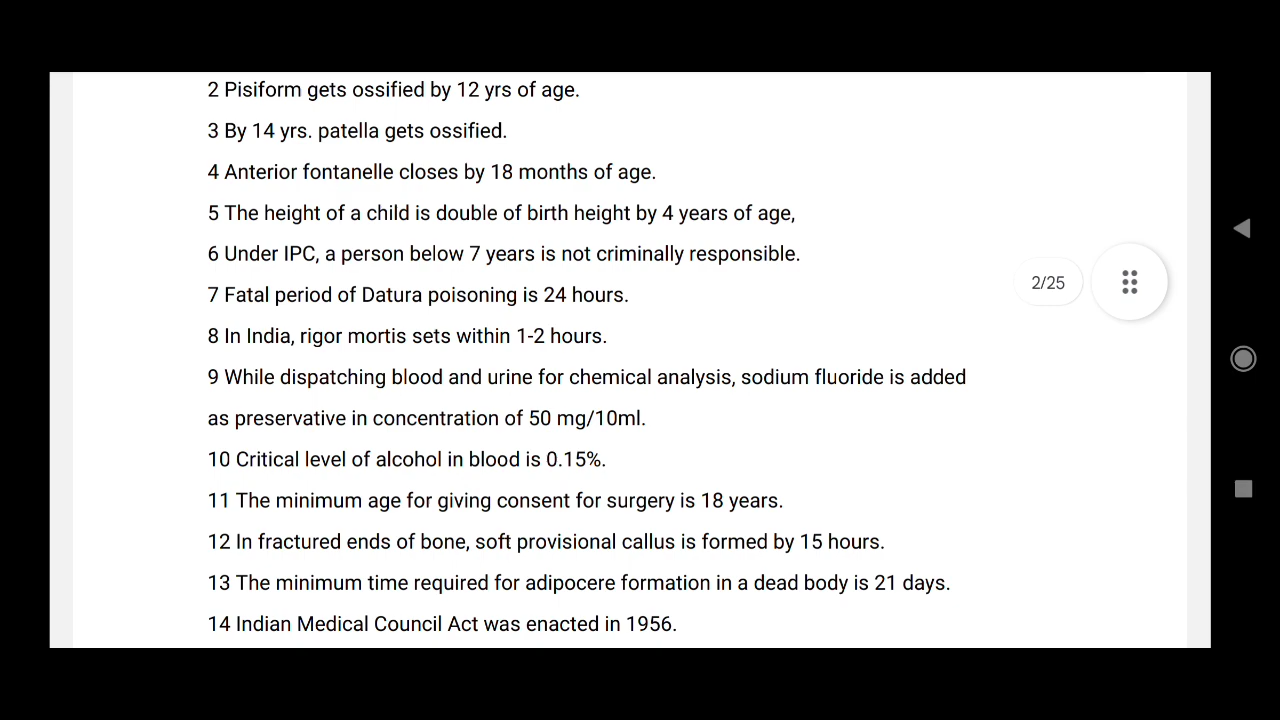 2 Pisiform gets ossified by 12 yrs of age.
3 By 14 yrs. patella gets ossified.
4 Anterior fontanelle closes by 18 months of age.
5 The height of a child is double of birth height by 4 years of age,
6 Under IPC, a person below 7 years is not criminally responsible.
2/25
7 Fatal period of Datura poisoning is 24 hours.
8 In India, rigor mortis sets within 1-2 hours.
9 While dispatching blood and urine for chemical analysis, sodium fluoride is added
as preservative in concentration of 50 mg/10ml.
10 Critical level of alcohol in blood is 0.15%.
11 The minimum age for giving consent for surgery is 18 years.
12 In fractured ends of bone, soft provisional callus is formed by 15 hours.
13 The minimum time required for adipocere formation in a dead body is 21 days.
14 Indian Medical Council Act was enacted in 1956.